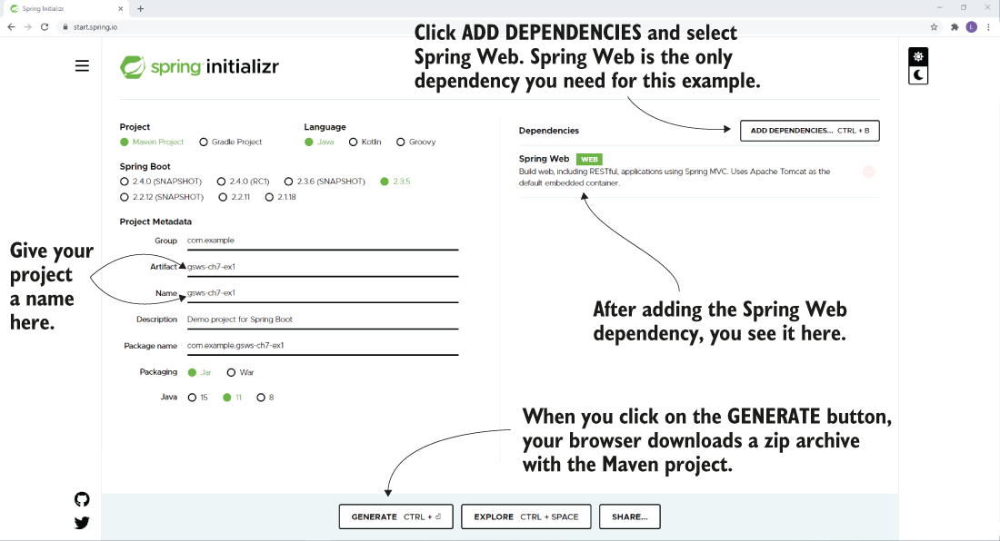 Spring Initializr
start.spring.io
L
spring initializr
Click ADD DEPENDENCIES and select
Spring Web. Spring Web is the only
dependency you need for this example.
Project
Maven Project Gradle Project
Language
Java Kotlin Groovy
Spring Boot
2.4.0 (SNAPSHOT) 2.4.0 (RC1) 2.3.6 (SNAPSHOT) 2.3.5
2.2.12 (SNAPSHOT) 2.2.11 2.1.18
Project Metadata
Group com.example
Artifact gsws-ch7-ex1
Name gsws-ch7-ex1
Description Demo project for Spring Boot
Package name com.example.gsws-ch7-ex1
Packaging Jar War
Java 15 11 8
Give your
project
a name
here.
Dependencies
ADD DEPENDENCIES... CTRL + B
Spring Web WEB
Build web, including RESTful, applications using Spring MVC. Uses Apache Tomcat as the
default embedded container.
After adding the Spring Web
dependency, you see it here.
When you click on the GENERATE button,
your browser downloads a zip archive
with the Maven project.
GENERATE CTRL + ⏎
EXPLORE CTRL + SPACE
SHARE...